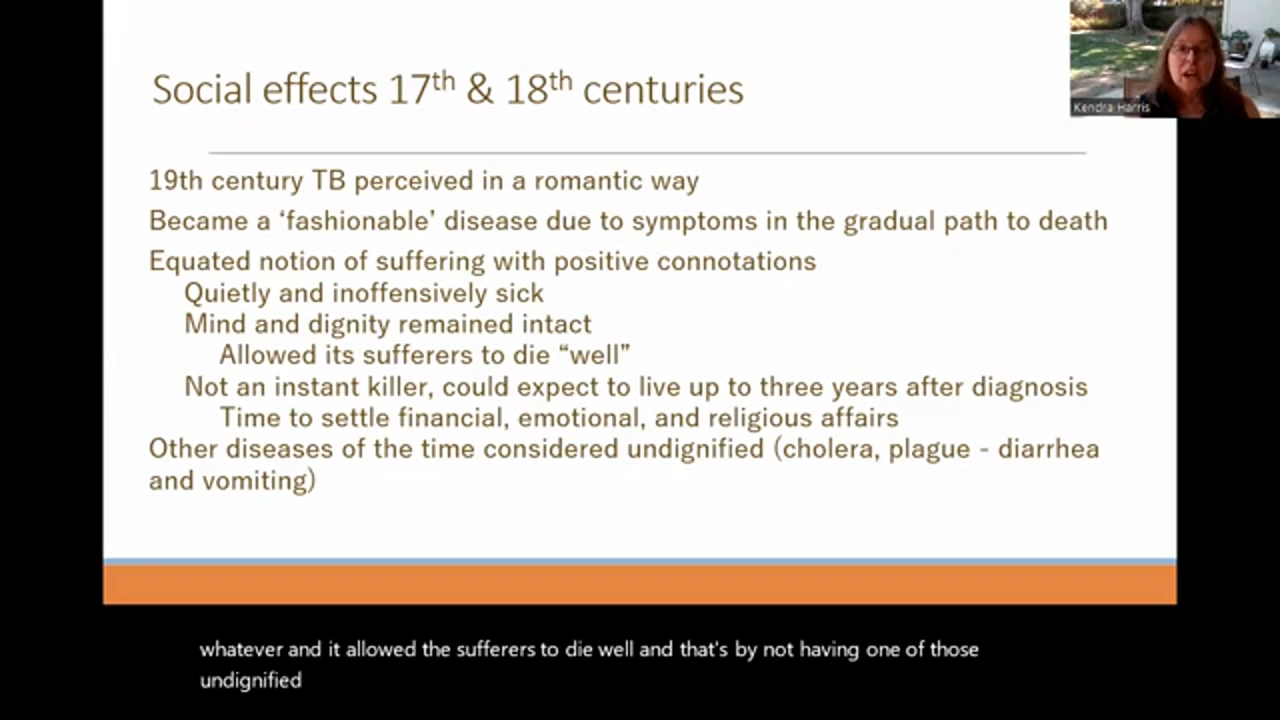 Social effects 17th & 18th centuries
Kendra Harris
19th century TB perceived in a romantic way
Became a ‘fashionable’ disease due to symptoms in the gradual path to death
Equated notion of suffering with positive connotations
Quietly and inoffensively sick
Mind and dignity remained intact
Allowed its sufferers to die “well”
Not an instant killer, could expect to live up to three years after diagnosis
Time to settle financial, emotional, and religious affairs
Other diseases of the time considered undignified (cholera, plague - diarrhea
and vomiting)
whatever and it allowed the sufferers to die well and that's by not having one of those
undignified